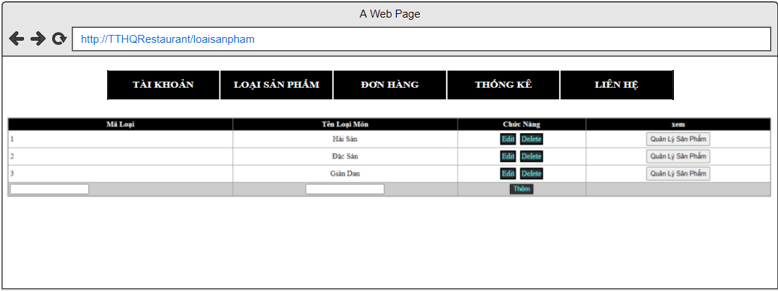 A Web Page
http://TTHQRestaurant/loaisanpham
TÀI KHOẢN LOẠI SẢN PHẨM ĐƠN HÀNG THỐNG KÊ LIÊN HỆ
Mã Loại Tên Loại Món Chức Năng xem
1 Hải Sản Edit Delete Quản Lý Sản Phẩm
2 Đặc Sản Edit Delete Quản Lý Sản Phẩm
3 Giản Dan Edit Delete Quản Lý Sản Phẩm
Thêm